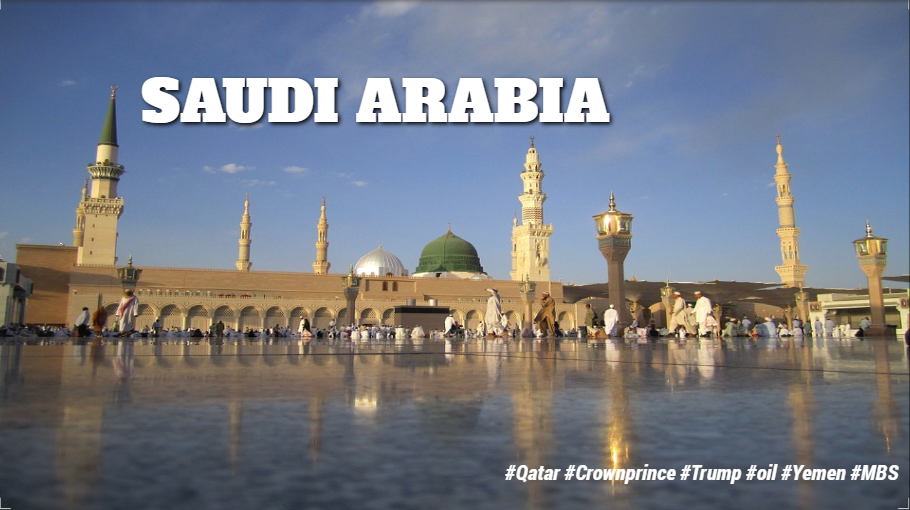 SAUDI ARABIA
#Qatar #Crownprince #Trump #oil #Yemen #MBS